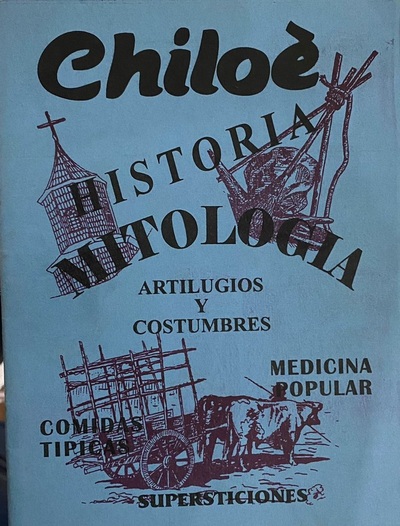 Chiloè
HISTORIA
MITOLOGIA
ARTILUGIOS
Y
COSTUMBRES
MEDICINA
POPULAR
COMIDAS
TIPICAS
SUPERSTICIONES